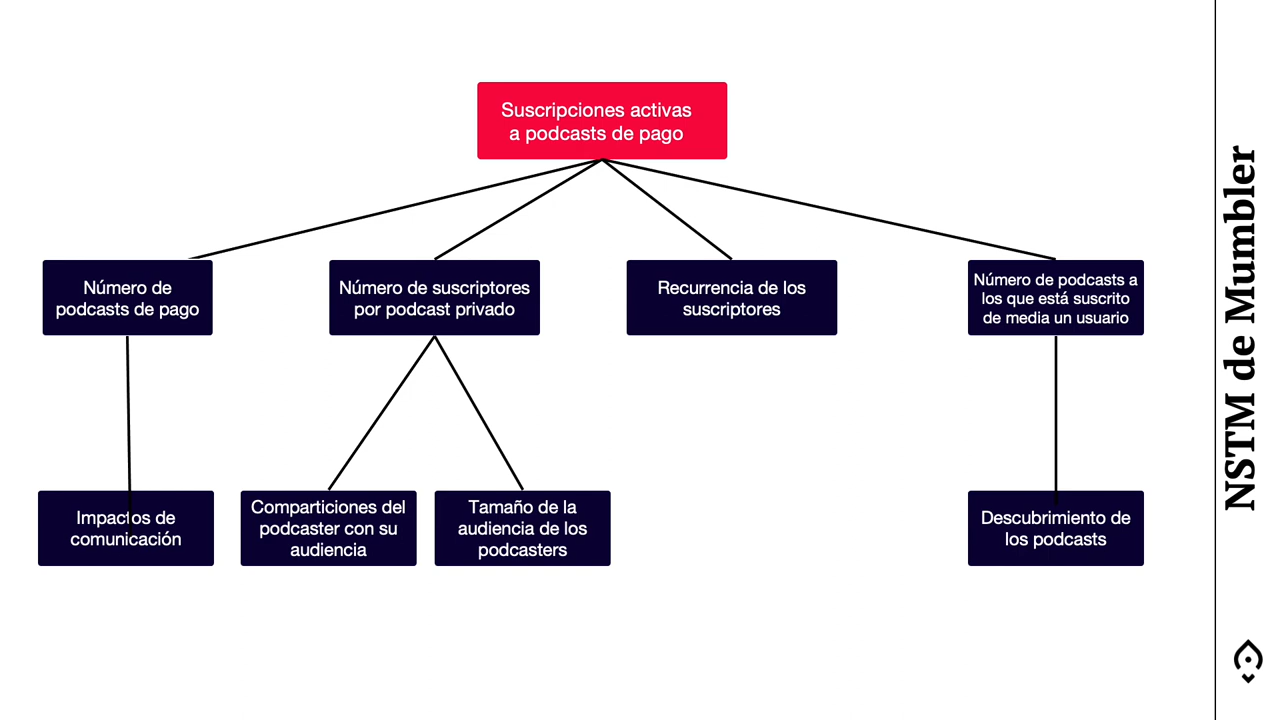 Suscripciones activas
a podcasts de pago
Número de
podcasts de pago
Número de suscriptores
por podcast privado
Recurrencia de los
suscriptores
Número de podcasts a
los que está suscrito
de media un usuario
Impactos de
comunicación
Comparticiones del
podcaster con su
audiencia
Tamaño de la
audiencia de los
podcasters
Descubrimiento de
los podcasts
NSTM de Mumbler